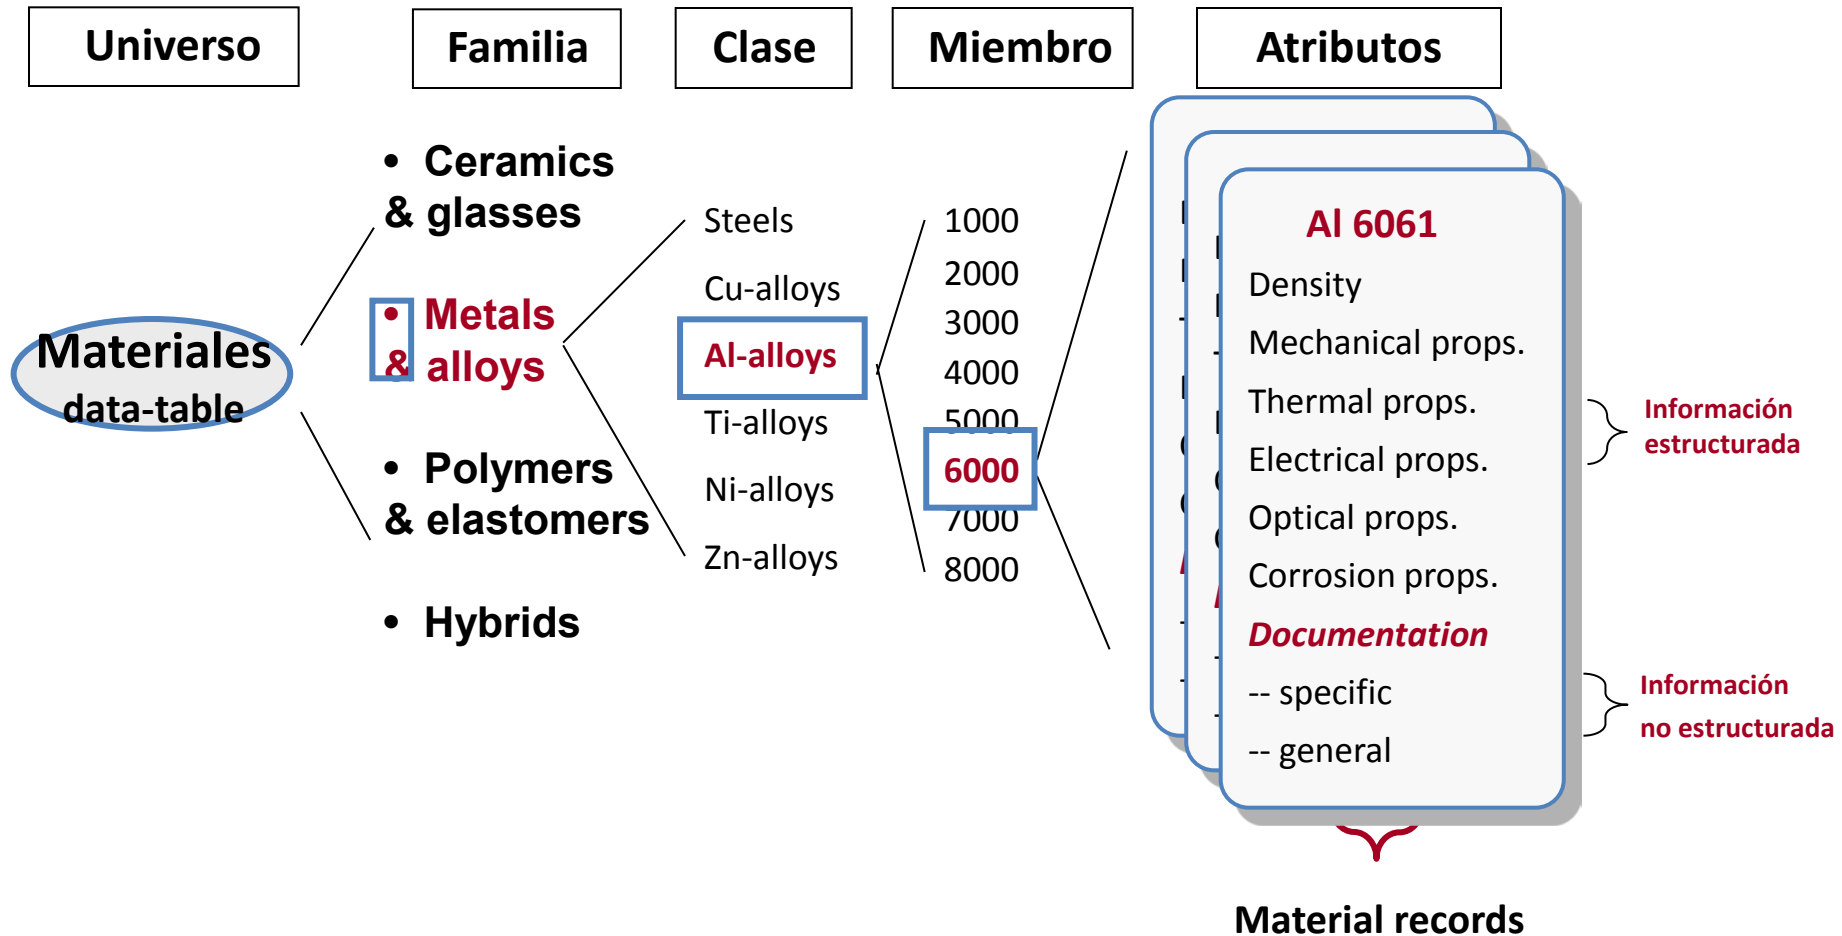 Universo
Familia
Clase
Miembro
Atributos
Materiales
data-table
• Ceramics
& glasses
• Metals
& alloys
• Polymers
& elastomers
• Hybrids
Steels
Cu-alloys
Al-alloys
Ti-alloys
Ni-alloys
Zn-alloys
1000
2000
3000
4000
5000
6000
7000
8000
Al 6061
Density
Mechanical props.
Thermal props.
Electrical props.
Optical props.
Corrosion props.
Documentation
-- specific
-- general
Información
estructurada
Información
no estructurada
Material records